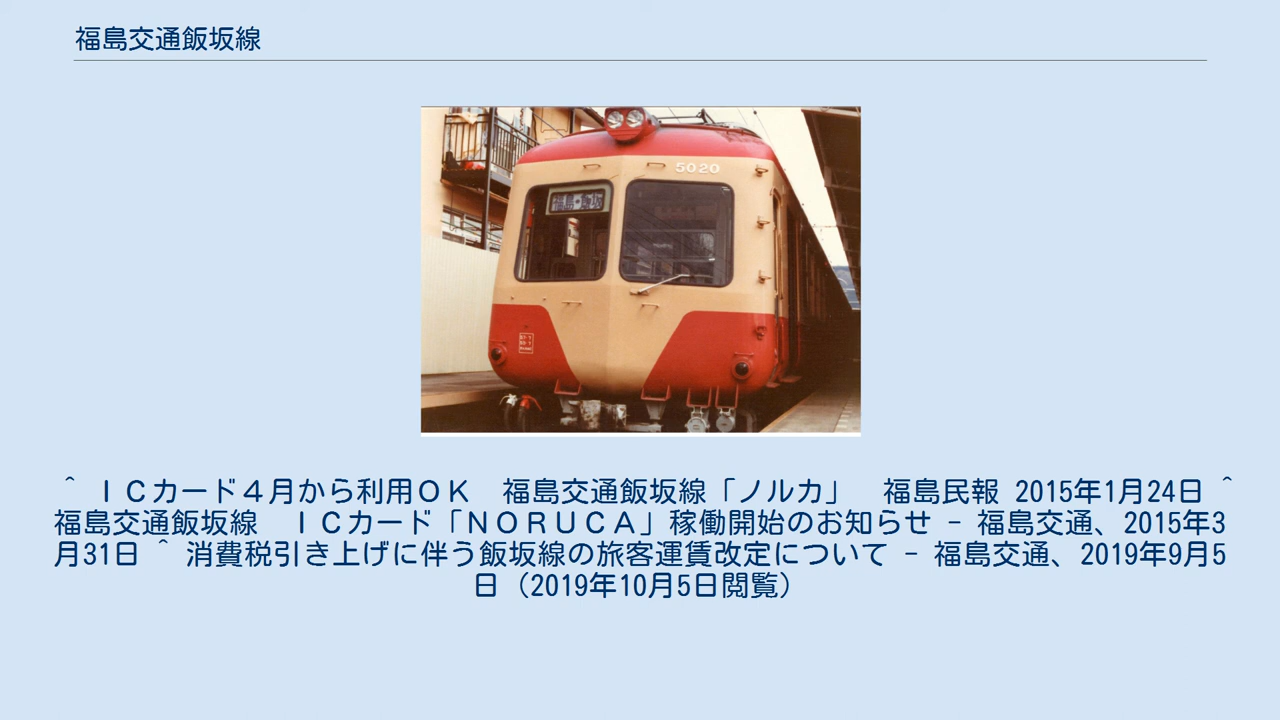 福島交通飯坂線
5020
＾ ＩＣカード４月から利用ＯＫ　福島交通飯坂線「ノルカ」　福島民報 2015年1月24日 ＾
福島交通飯坂線　ＩＣカード「ＮＯＲＵＣＡ」稼働開始のお知らせ - 福島交通、2015年3
月31日 ＾ 消費税引き上げに伴う飯坂線の旅客運賃改定について - 福島交通、2019年9月5
日（2019年10月5日閲覧）